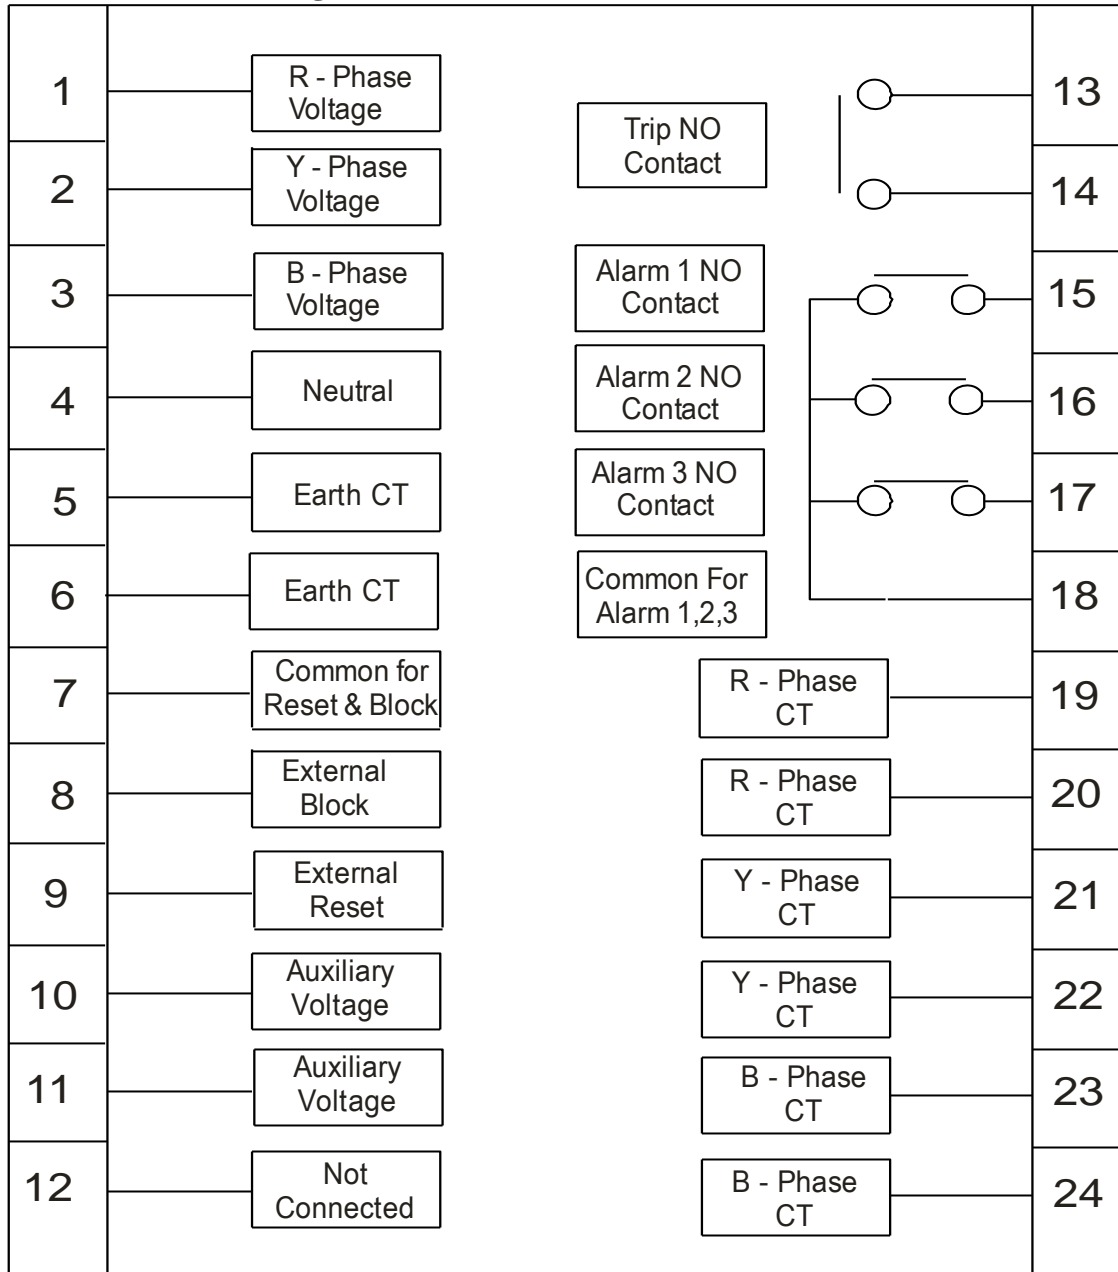 1
R - Phase
Voltage
2
Y - Phase
Voltage
3
B - Phase
Voltage
4
Neutral
5
Earth CT
6
Earth CT
7
Common for
Reset & Block
8
External
Block
9
External
Reset
10
Auxiliary
Voltage
11
Auxiliary
Voltage
12
Not
Connected
Trip NO
Contact
13
14
Alarm 1 NO
Contact
15
Alarm 2 NO
Contact
16
Alarm 3 NO
Contact
17
Common For
Alarm 1,2,3
18
R - Phase
CT
19
R - Phase
CT
20
Y - Phase
CT
21
Y - Phase
CT
22
B - Phase
CT
23
B - Phase
CT
24